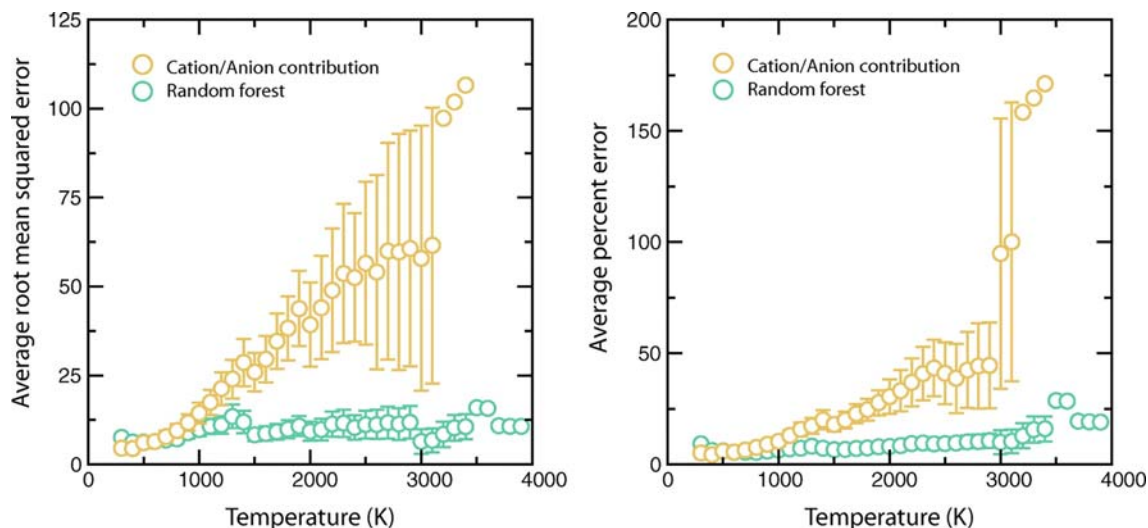 Average root mean squared error
125
100
75
50
25
0
Cation/Anion contribution
Random forest
0 1000 2000 3000 4000
Temperature (K)
Average percent error
200
150
100
50
0
Cation/Anion contribution
Random forest
0 1000 2000 3000 4000
Temperature (K)